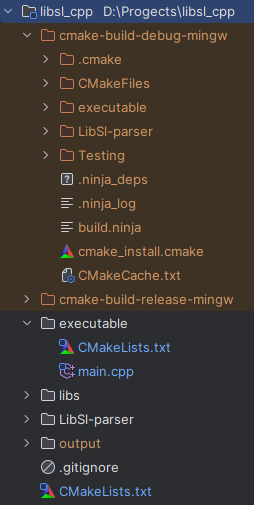 libsl_cpp D:\Progects\libsl_cpp
cmake-build-debug-mingw
.cmake
CMakeFiles
executable
LibSl-parser
Testing
.ninja_deps
.ninja_log
build.ninja
cmake_install.cmake
CMakeCache.txt
cmake-build-release-mingw
executable
CMakeLists.txt
main.cpp
libs
LibSl-parser
output
.gitignore
CMakeLists.txt